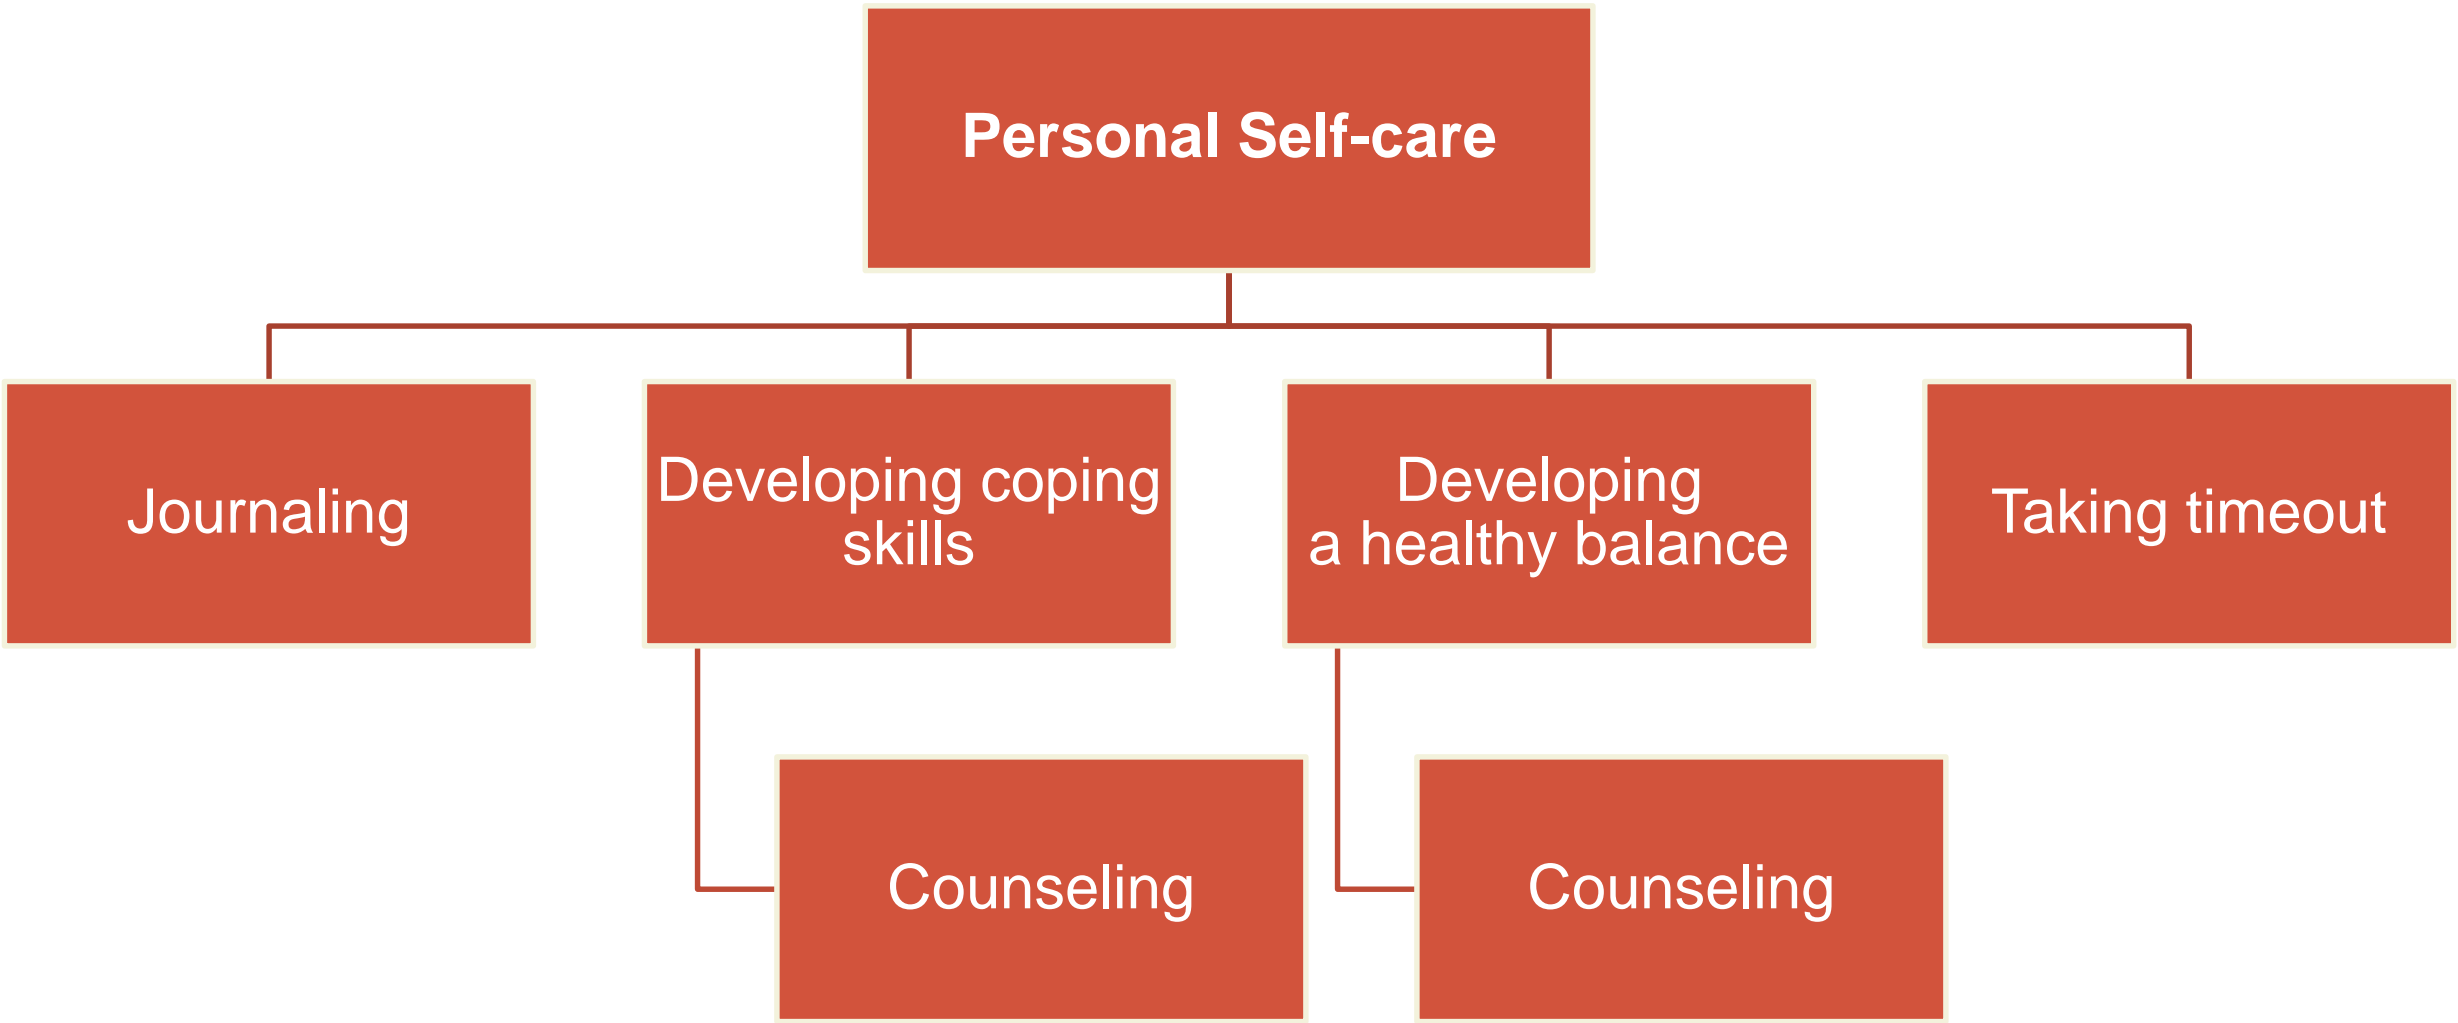 Personal Self-care
Journaling
Developing coping
skills
Developing
a healthy balance
Taking timeout
Counseling
Counseling